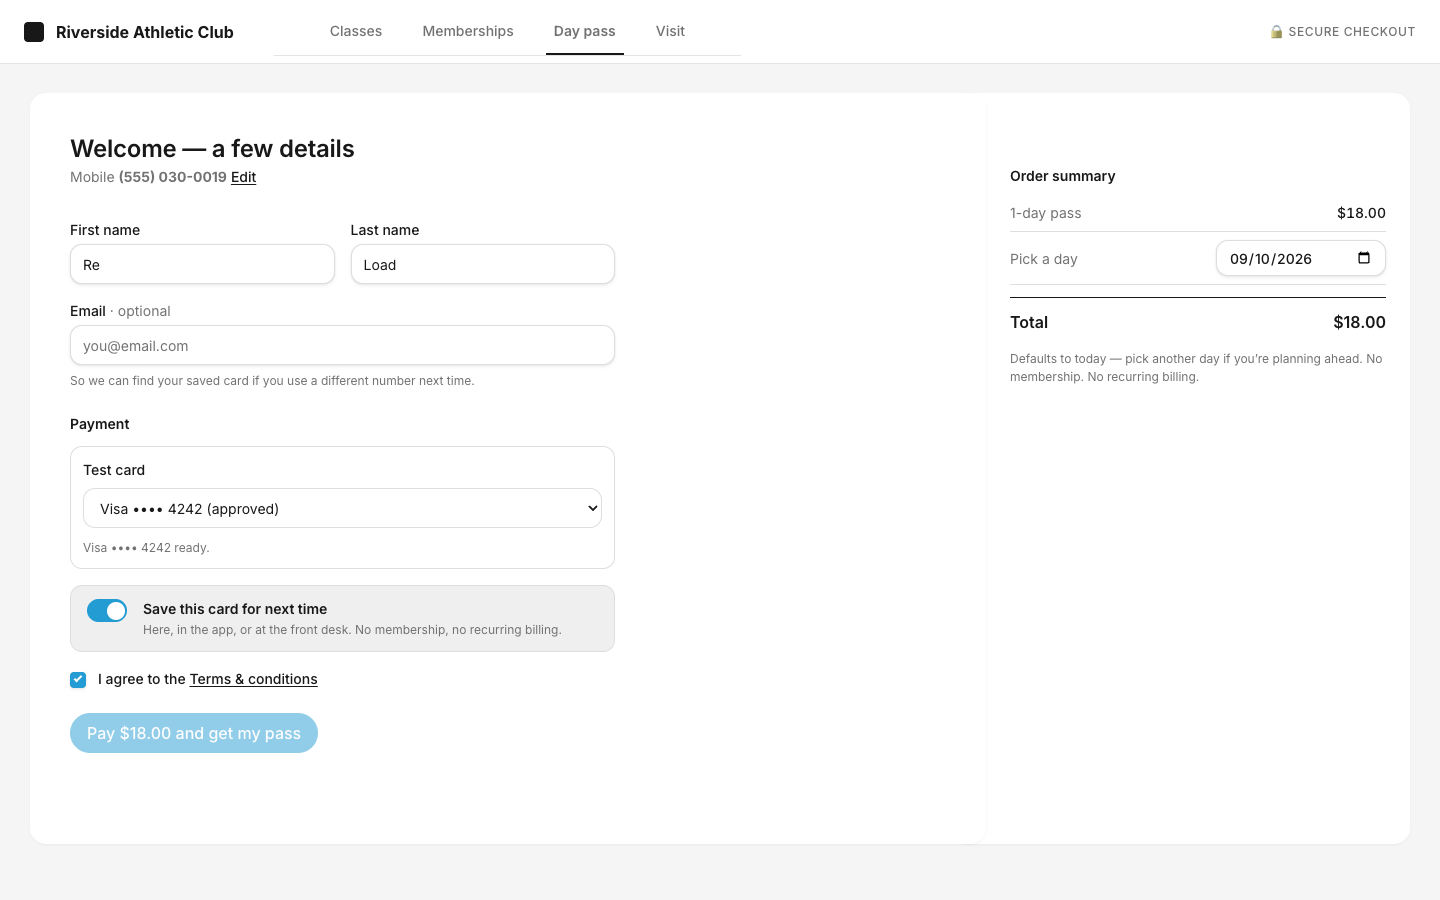 Riverside Athletic Club
Classes
Memberships
Day pass
Visit
🔒 SECURE CHECKOUT
Welcome — a few details
Mobile (555) 030-0019 Edit
First name
Last name
Re
Load
Email · optional
you@email.com
So we can find your saved card if you use a different number next time.
Payment
Test card
Visa •••• 4242 (approved)
Visa •••• 4242 ready.
Save this card for next time
Here, in the app, or at the front desk. No membership, no recurring billing.
I agree to the Terms & conditions
Pay $18.00 and get my pass
Order summary
1-day pass $18.00
Pick a day 09/10/2026
Total $18.00
Defaults to today — pick another day if you're planning ahead. No
membership. No recurring billing.